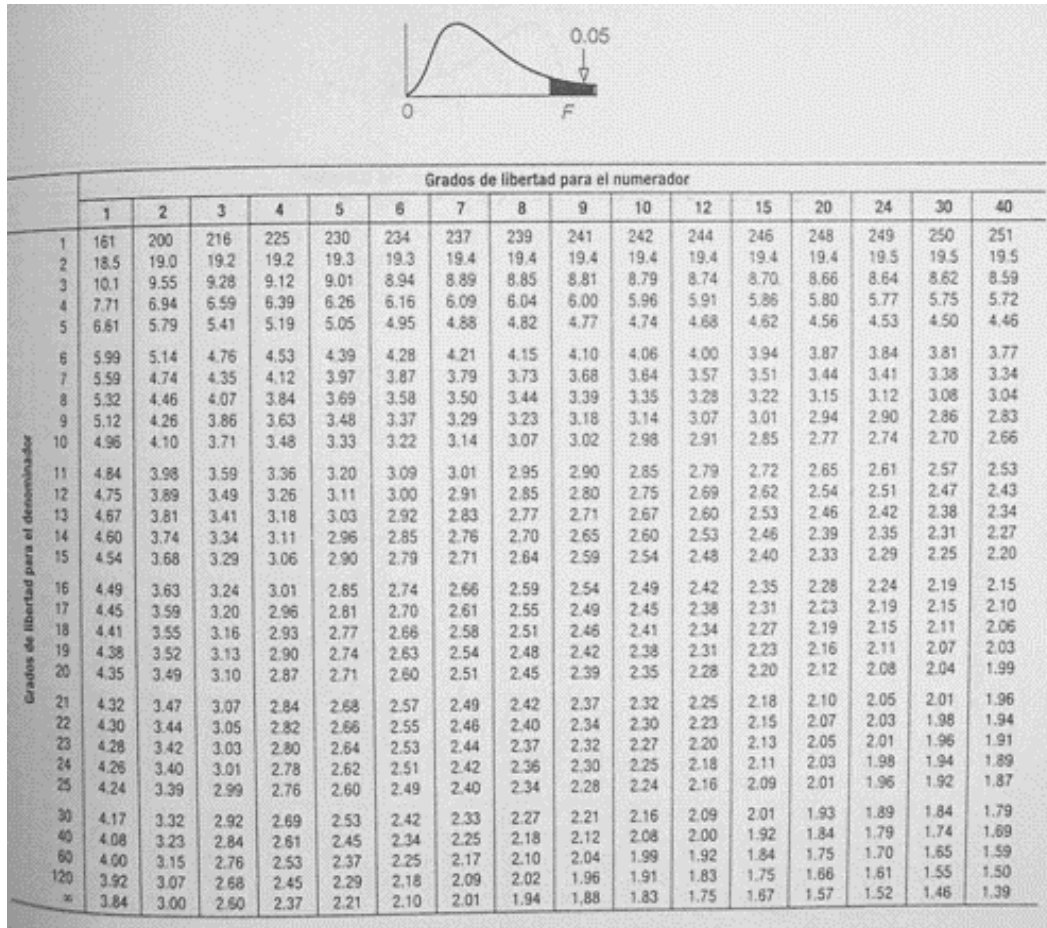 0.05
0 F
Grados de libertad para el numerador
1 2 3 4 5 6 7 8 9 10 12 15 20 24 30 40
Grados de libertad para el denominador
1 161 200 216 225 230 234 237 239 241 242 244 246 248 249 250 251
2 18.5 19.0 19.2 19.2 19.3 19.3 19.4 19.4 19.4 19.4 19.4 19.4 19.4 19.5 19.5 19.5
3 10.1 9.55 9.28 9.12 9.01 8.94 8.89 8.85 8.81 8.79 8.74 8.70 8.66 8.64 8.62 8.59
4 7.71 6.94 6.59 6.39 6.26 6.16 6.09 6.04 6.00 5.96 5.91 5.86 5.80 5.77 5.75 5.72
5 6.61 5.79 5.41 5.19 5.05 4.95 4.88 4.82 4.77 4.74 4.68 4.62 4.56 4.53 4.50 4.46
6 5.99 5.14 4.76 4.53 4.39 4.28 4.21 4.15 4.10 4.06 4.00 3.94 3.87 3.84 3.81 3.77
7 5.59 4.74 4.35 4.12 3.97 3.87 3.79 3.73 3.68 3.64 3.57 3.51 3.44 3.41 3.38 3.34
8 5.32 4.46 4.07 3.84 3.69 3.58 3.50 3.44 3.39 3.35 3.28 3.22 3.15 3.12 3.08 3.04
9 5.12 4.26 3.86 3.63 3.48 3.37 3.29 3.23 3.18 3.14 3.07 3.01 2.94 2.90 2.86 2.83
10 4.96 4.10 3.71 3.48 3.33 3.22 3.14 3.07 3.02 2.98 2.91 2.85 2.77 2.74 2.70 2.66
11 4.84 3.98 3.59 3.36 3.20 3.09 3.01 2.95 2.90 2.85 2.79 2.72 2.65 2.61 2.57 2.53
12 4.75 3.89 3.49 3.26 3.11 3.00 2.91 2.85 2.80 2.75 2.69 2.62 2.54 2.51 2.47 2.43
13 4.67 3.81 3.41 3.18 3.03 2.92 2.83 2.77 2.71 2.67 2.60 2.53 2.46 2.42 2.38 2.34
14 4.60 3.74 3.34 3.11 2.96 2.85 2.76 2.70 2.65 2.60 2.53 2.46 2.39 2.35 2.31 2.27
15 4.54 3.68 3.29 3.06 2.90 2.79 2.71 2.64 2.59 2.54 2.48 2.40 2.33 2.29 2.25 2.20
16 4.49 3.63 3.24 3.01 2.85 2.74 2.66 2.59 2.54 2.49 2.42 2.35 2.28 2.24 2.19 2.15
17 4.45 3.59 3.20 2.96 2.81 2.70 2.61 2.55 2.49 2.45 2.38 2.31 2.23 2.19 2.15 2.10
18 4.41 3.55 3.16 2.93 2.77 2.66 2.58 2.51 2.46 2.41 2.34 2.27 2.19 2.15 2.11 2.06
19 4.38 3.52 3.13 2.90 2.74 2.63 2.54 2.48 2.42 2.38 2.31 2.23 2.16 2.11 2.07 2.03
20 4.35 3.49 3.10 2.87 2.71 2.60 2.51 2.45 2.39 2.35 2.28 2.20 2.12 2.08 2.04 1.99
21 4.32 3.47 3.07 2.84 2.68 2.57 2.49 2.42 2.37 2.32 2.25 2.18 2.10 2.05 2.01 1.96
22 4.30 3.44 3.05 2.82 2.66 2.55 2.46 2.40 2.34 2.30 2.23 2.15 2.07 2.03 1.98 1.94
23 4.28 3.42 3.03 2.80 2.64 2.53 2.44 2.37 2.32 2.27 2.20 2.13 2.05 2.01 1.96 1.91
24 4.26 3.40 3.01 2.78 2.62 2.51 2.42 2.36 2.30 2.25 2.18 2.11 2.03 1.98 1.94 1.89
25 4.24 3.39 2.99 2.76 2.60 2.49 2.40 2.34 2.28 2.24 2.16 2.09 2.01 1.96 1.92 1.87
30 4.17 3.32 2.92 2.69 2.53 2.42 2.33 2.27 2.21 2.16 2.09 2.01 1.93 1.89 1.84 1.79
40 4.08 3.23 2.84 2.61 2.45 2.34 2.25 2.18 2.12 2.08 2.00 1.92 1.84 1.79 1.74 1.69
60 4.00 3.15 2.76 2.53 2.37 2.25 2.17 2.10 2.04 1.99 1.92 1.84 1.75 1.70 1.65 1.59
120 3.92 3.07 2.68 2.45 2.29 2.18 2.09 2.02 1.96 1.91 1.83 1.75 1.66 1.61 1.55 1.50
∞ 3.84 3.00 2.60 2.37 2.21 2.10 2.01 1.94 1.88 1.83 1.75 1.67 1.57 1.52 1.46 1.39